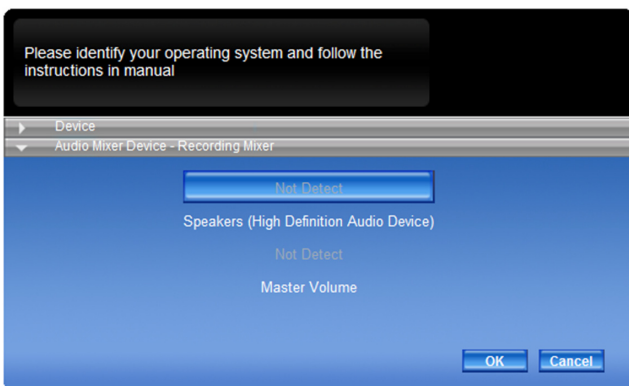 Please identify your operating system and follow the
instructions in manual
Device
Audio Mixer Device - Recording Mixer
Not Detect
Speakers (High Definition Audio Device)
Not Detect
Master Volume
OK Cancel